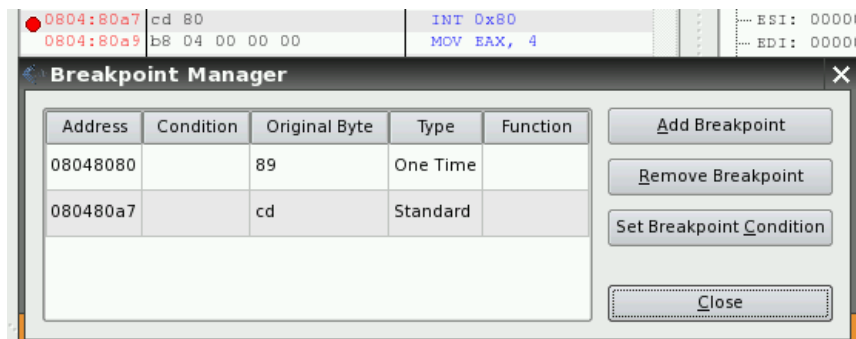 0804:80a7 cd 80 INT 0x80
0804:80a9 b8 04 00 00 00 MOV EAX, 4
ESI:
EDI:
Breakpoint Manager
Address Condition Original Byte Type Function
08048080 89 One Time
080480a7 cd Standard
Add Breakpoint
Remove Breakpoint
Set Breakpoint Condition
Close